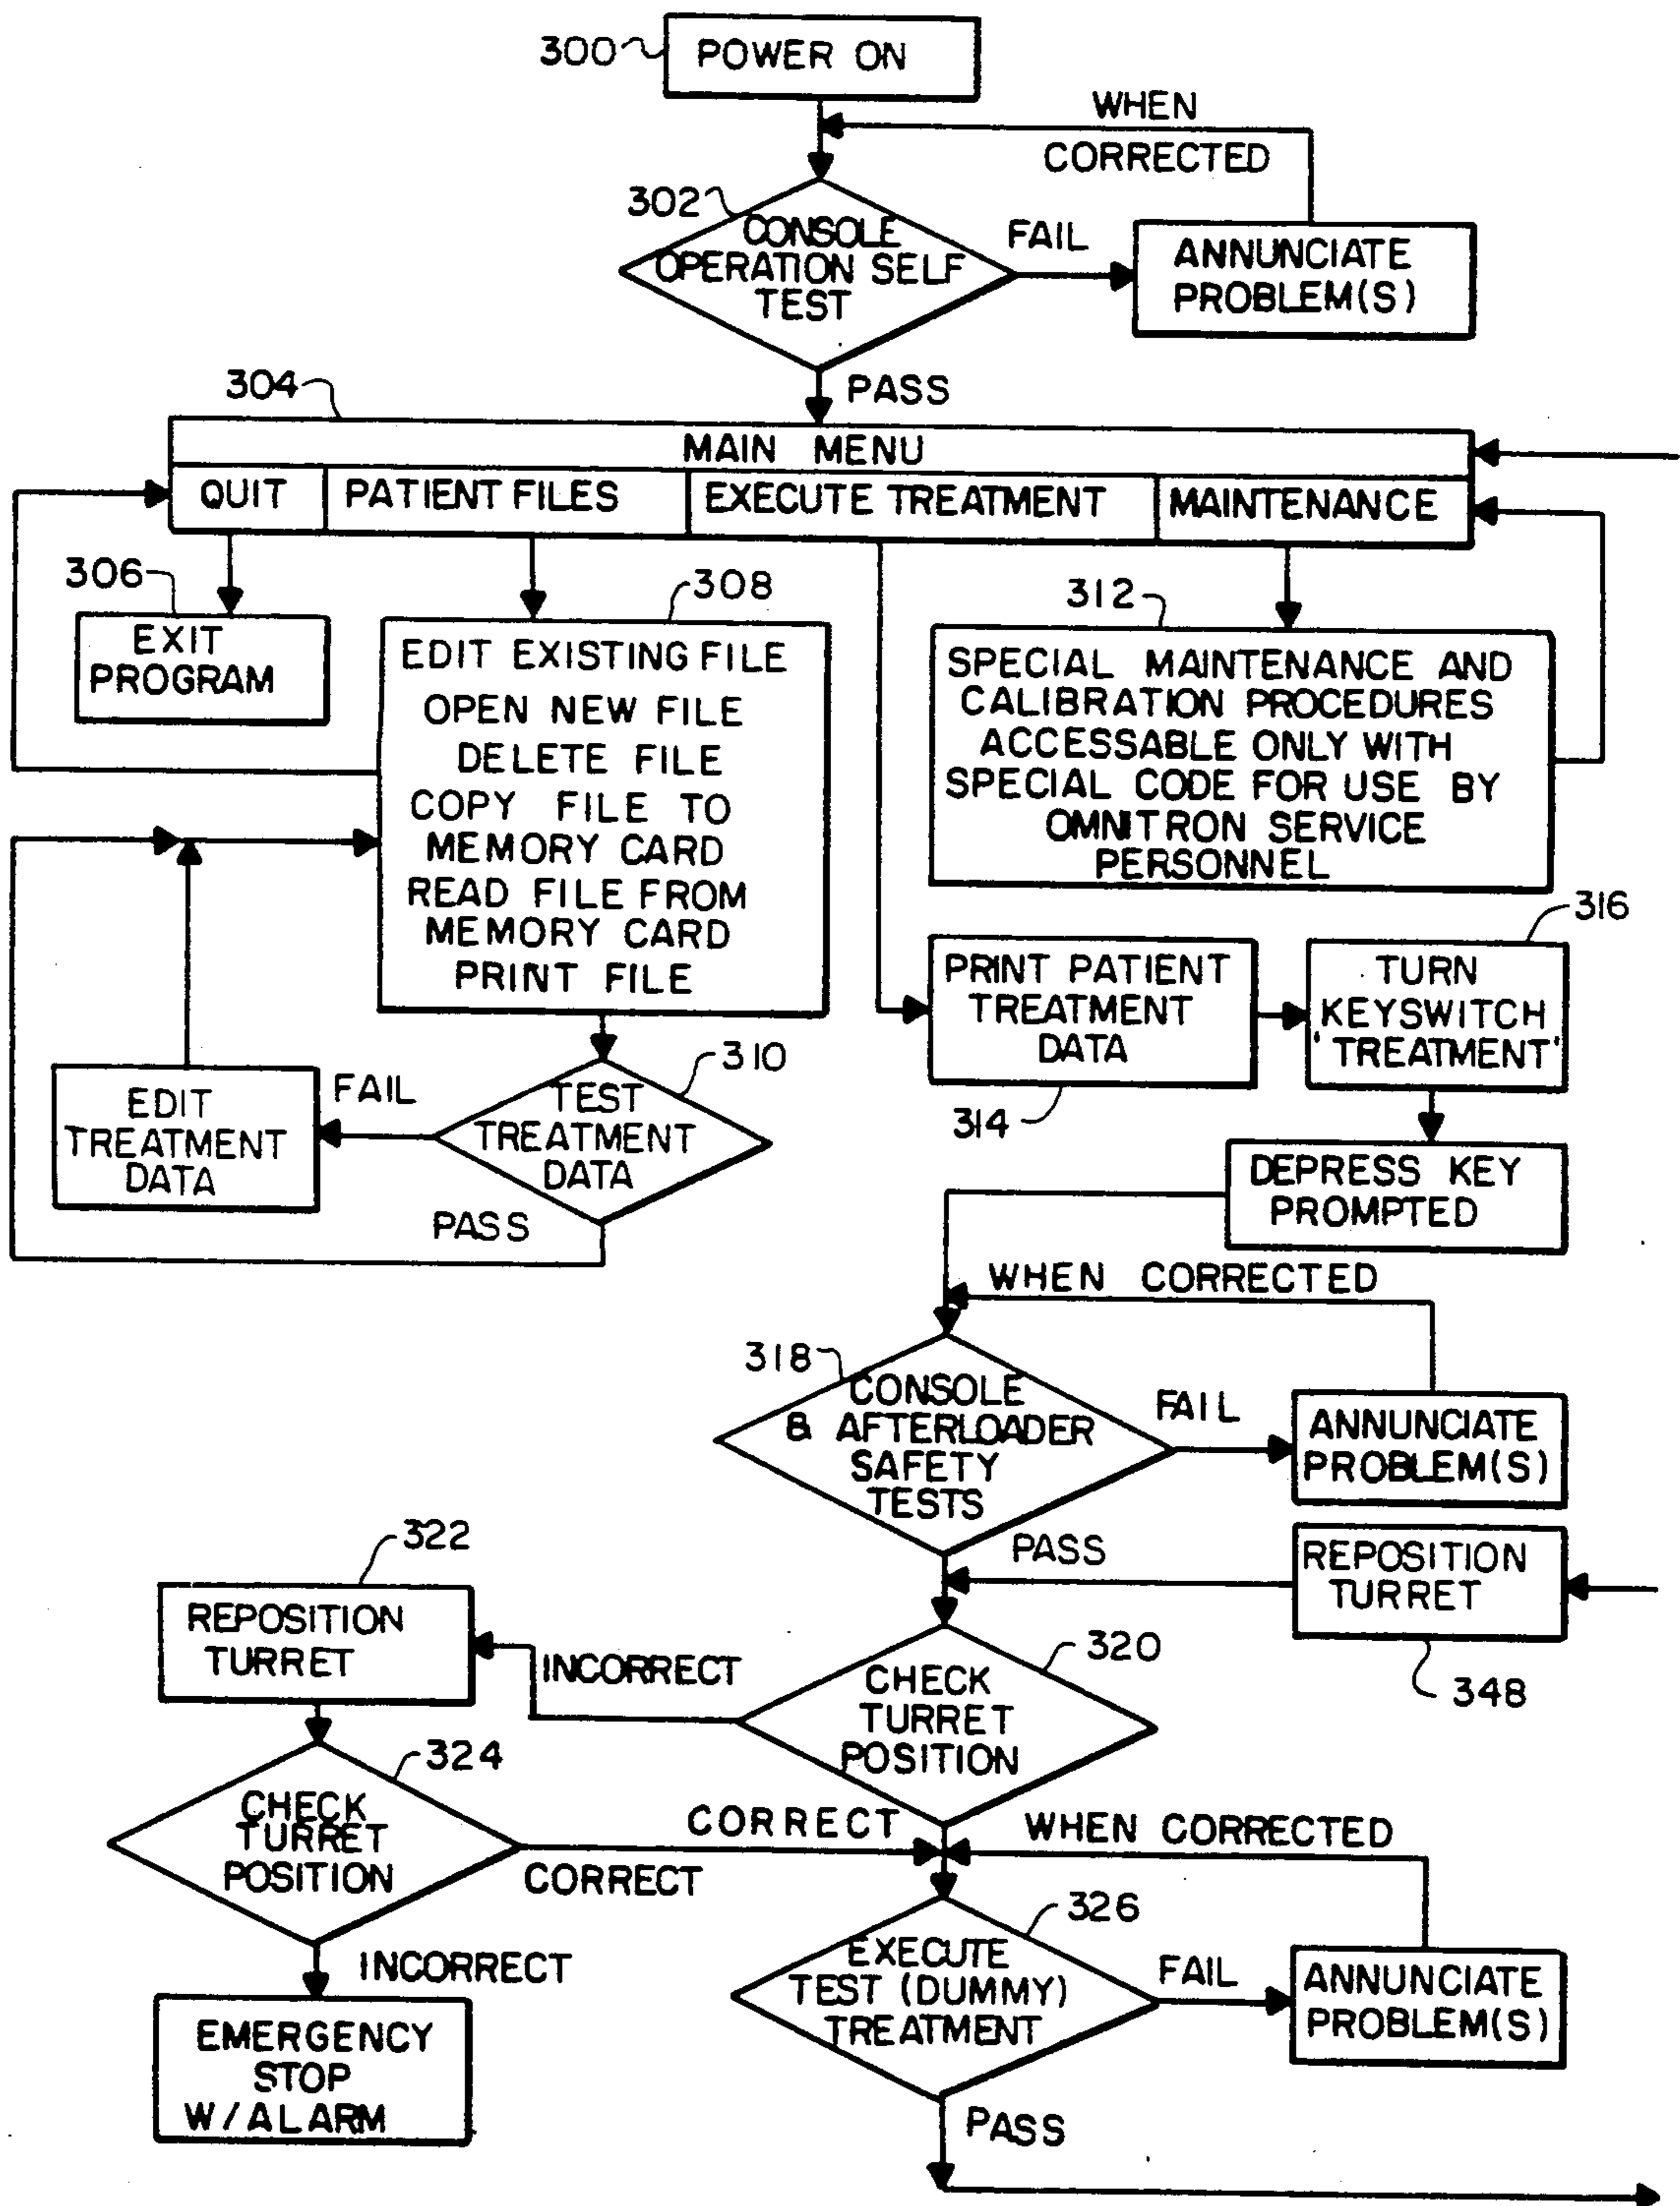 300
POWER ON
WHEN
CORRECTED
302
CONSOLE
OPERATION SELF
TEST
FAIL
ANNUNCIATE
PROBLEM(S)
PASS
304
MAIN MENU
QUIT
PATIENT FILES
EXECUTE TREATMENT
MAINTENANCE
306
EXIT
PROGRAM
308
EDIT EXISTING FILE
OPEN NEW FILE
DELETE FILE
COPY FILE TO
MEMORY CARD
READ FILE FROM
MEMORY CARD
PRINT FILE
312
SPECIAL MAINTENANCE AND
CALIBRATION PROCEDURES
ACCESSABLE ONLY WITH
SPECIAL CODE FOR USE BY
OMNITRON SERVICE
PERSONNEL
310
TEST
TREATMENT
DATA
FAIL
EDIT
TREATMENT
DATA
PASS
PRINT PATIENT
TREATMENT
DATA
314
316
TURN
KEYSWITCH
'TREATMENT'
DEPRESS KEY
PROMPTED
WHEN CORRECTED
318
CONSOLE
& AFTERLOADER
SAFETY
TESTS
FAIL
ANNUNCIATE
PROBLEM(S)
PASS
REPOSITION
TURRET
348
322
REPOSITION
TURRET
INCORRECT
320
CHECK
TURRET
POSITION
324
CHECK
TURRET
POSITION
CORRECT
CORRECT
WHEN CORRECTED
INCORRECT
EMERGENCY
STOP
W/ALARM
326
EXECUTE
TEST (DUMMY)
TREATMENT
FAIL
ANNUNCIATE
PROBLEM(S)
PASS